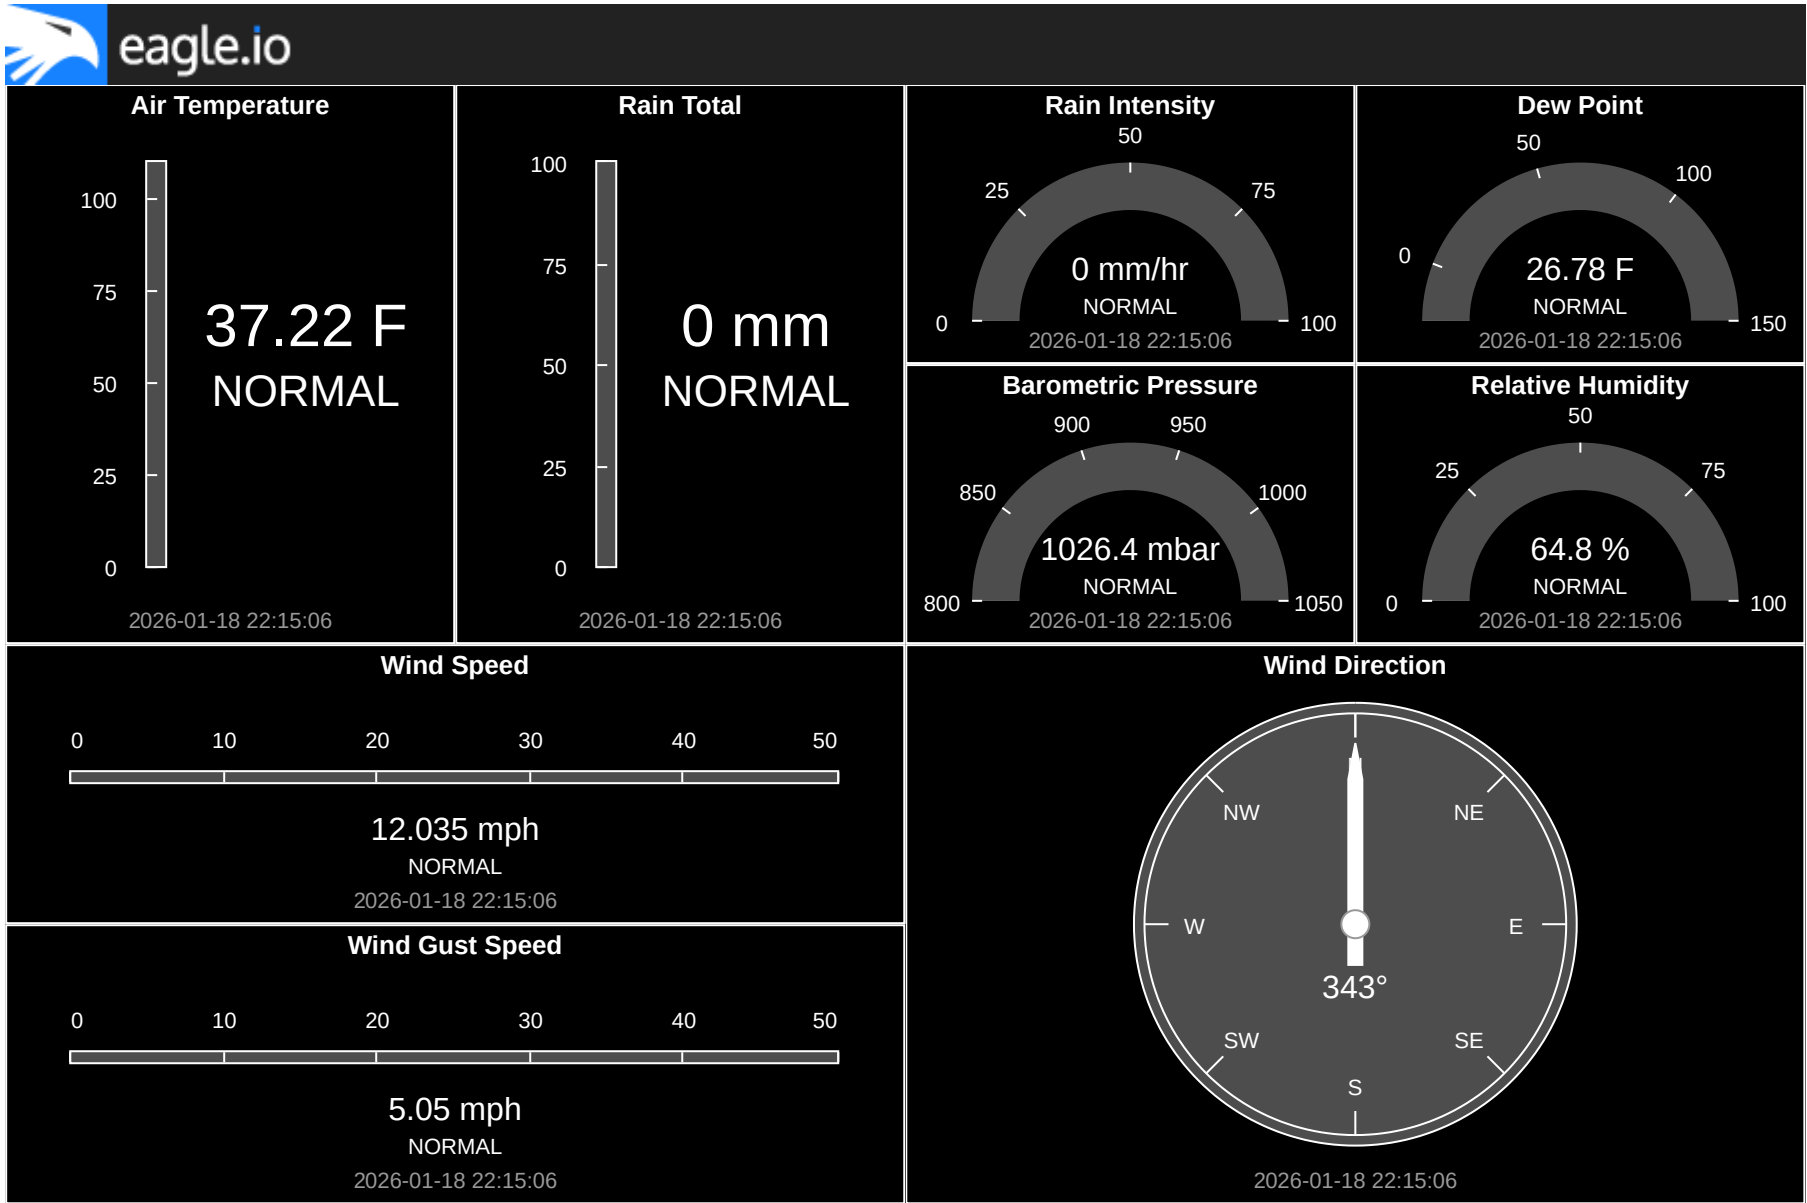 eagle.io
Air Temperature
100
75
50
25
0
37.22 F
NORMAL
2026-01-18 22:15:06
Rain Total
100
75
50
25
0
0 mm
NORMAL
2026-01-18 22:15:06
Rain Intensity
0
25
50
75
100
0 mm/hr
NORMAL
2026-01-18 22:15:06
Dew Point
0
50
100
150
26.78 F
NORMAL
2026-01-18 22:15:06
Barometric Pressure
800
850
900
950
1000
1050
1026.4 mbar
NORMAL
2026-01-18 22:15:06
Relative Humidity
0
25
50
75
100
64.8 %
NORMAL
2026-01-18 22:15:06
Wind Speed
0 10 20 30 40 50
12.035 mph
NORMAL
2026-01-18 22:15:06
Wind Gust Speed
0 10 20 30 40 50
5.05 mph
NORMAL
2026-01-18 22:15:06
Wind Direction
NW NE
W E
343°
SW SE
S
2026-01-18 22:15:06